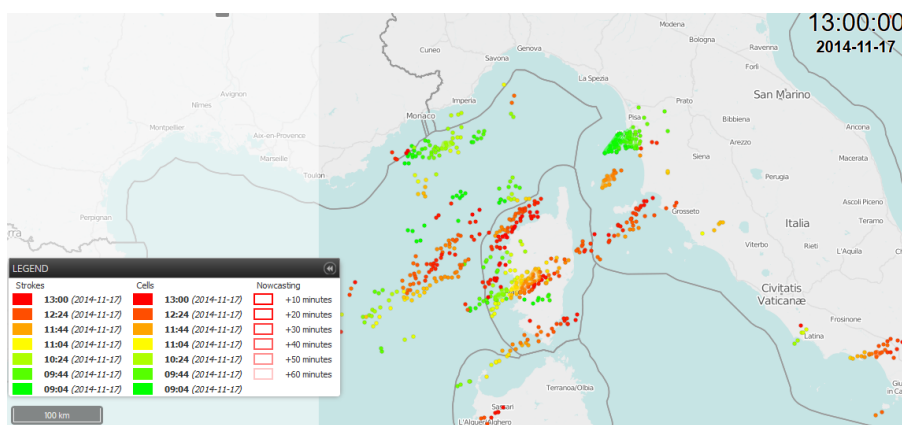 13:00:00
2014-11-17
Modena
Cuneo
Genova
Bologna
Ravenna
Savona
Forlì
La Spezia
Avignon
Nîmes
Imperia
Prato
San Marino
Monaco
Pisa
Bibbiena
Montpellier
Aix-en-Provence
Ancona
Arezzo
Marseille
Siena
Macerata
Toulon
Perugia
Perpignan
Grosseto
Ascoli Piceno
Teramo
Italia
Viterbo
Rieti
L'Aquila
LEGEND
Strokes Cells Nowcasting
13:00 (2014-11-17) 13:00 (2014-11-17) +10 minutes
12:24 (2014-11-17) 12:24 (2014-11-17) +20 minutes
11:44 (2014-11-17) 11:44 (2014-11-17) +30 minutes
11:04 (2014-11-17) 11:04 (2014-11-17) +40 minutes
10:24 (2014-11-17) 10:24 (2014-11-17) +50 minutes
09:44 (2014-11-17) 09:44 (2014-11-17) +60 minutes
09:04 (2014-11-17) 09:04 (2014-11-17)
Civitatis
Vaticanæ
Frosinone
Latina
Terranoa/Olbia
Sassari
100 km